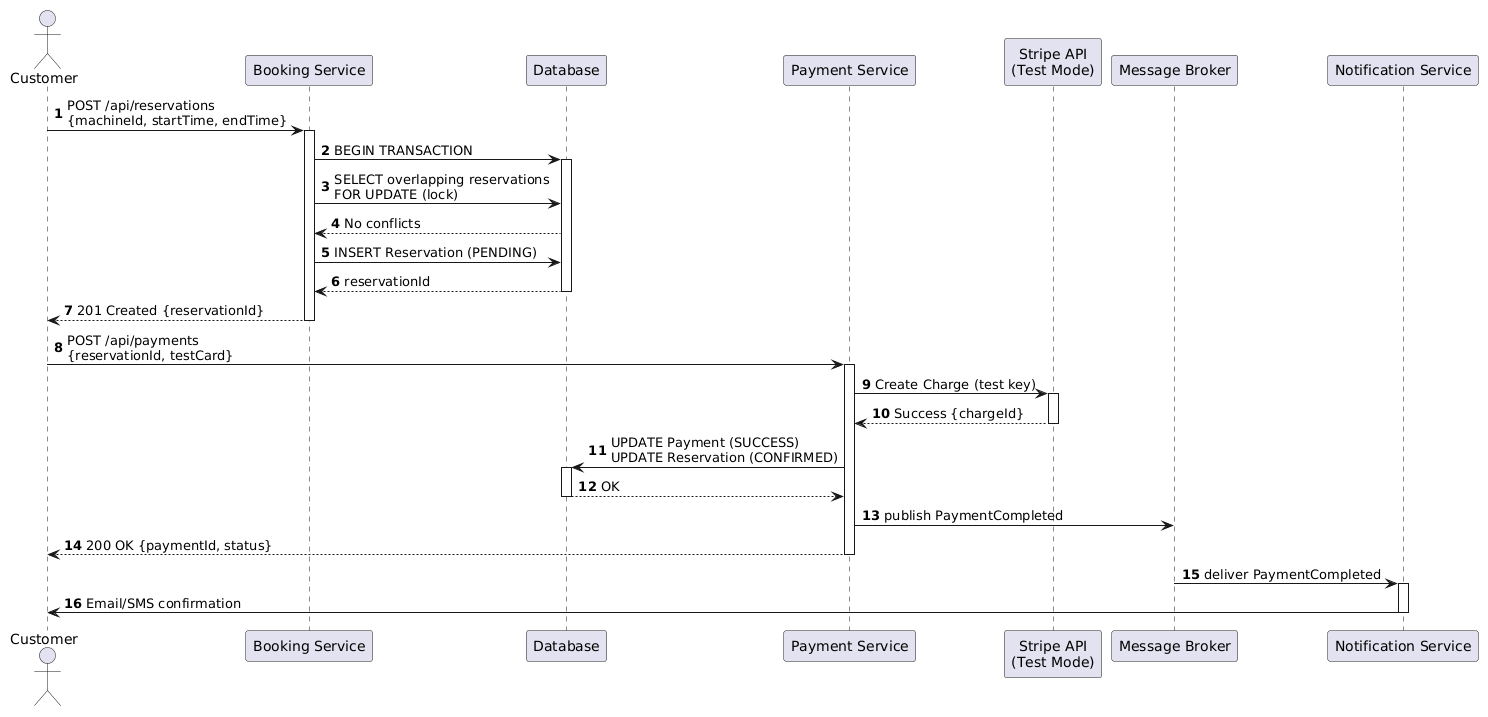 Customer
Booking Service
Database
Payment Service
Stripe API
(Test Mode)
Message Broker
Notification Service
1 POST /api/reservations
{machineId, startTime, endTime}
2 BEGIN TRANSACTION
3 SELECT overlapping reservations
FOR UPDATE (lock)
4 No conflicts
5 INSERT Reservation (PENDING)
6 reservationId
7 201 Created {reservationId}
8 POST /api/payments
{reservationId, testCard}
9 Create Charge (test key)
10 Success {chargeId}
11 UPDATE Payment (SUCCESS)
UPDATE Reservation (CONFIRMED)
12 OK
13 publish PaymentCompleted
14 200 OK {paymentId, status}
15 deliver PaymentCompleted
16 Email/SMS confirmation
Customer
Booking Service
Database
Payment Service
Stripe API
(Test Mode)
Message Broker
Notification Service